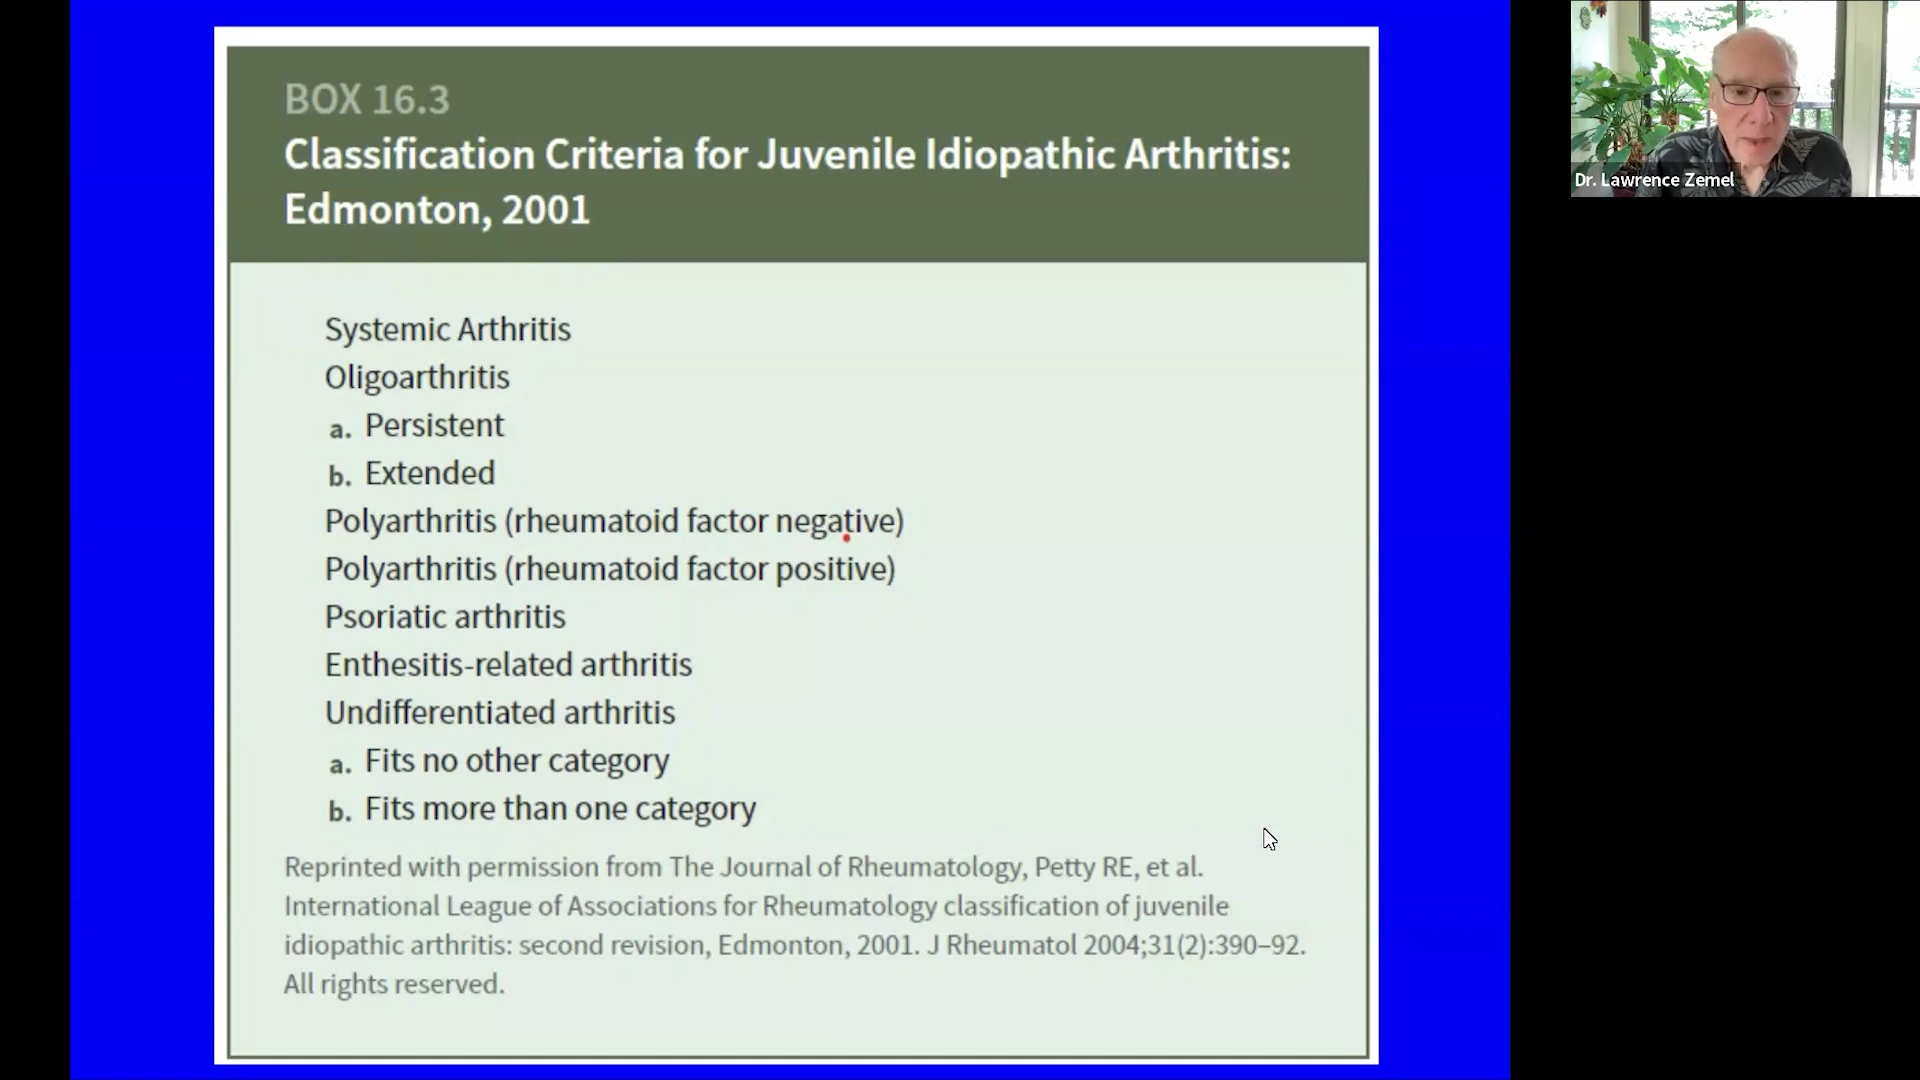 BOX 16.3
Classification Criteria for Juvenile Idiopathic Arthritis:
Edmonton, 2001
Systemic Arthritis
Oligoarthritis
a. Persistent
b. Extended
Polyarthritis (rheumatoid factor negative)
Polyarthritis (rheumatoid factor positive)
Psoriatic arthritis
Enthesitis-related arthritis
Undifferentiated arthritis
a. Fits no other category
b. Fits more than one category
Reprinted with permission from The Journal of Rheumatology, Petty RE, et al.
International League of Associations for Rheumatology classification of juvenile
idiopathic arthritis: second revision, Edmonton, 2001. J Rheumatol 2004;31(2):390–92.
All rights reserved.
Dr. Lawrence Zemel